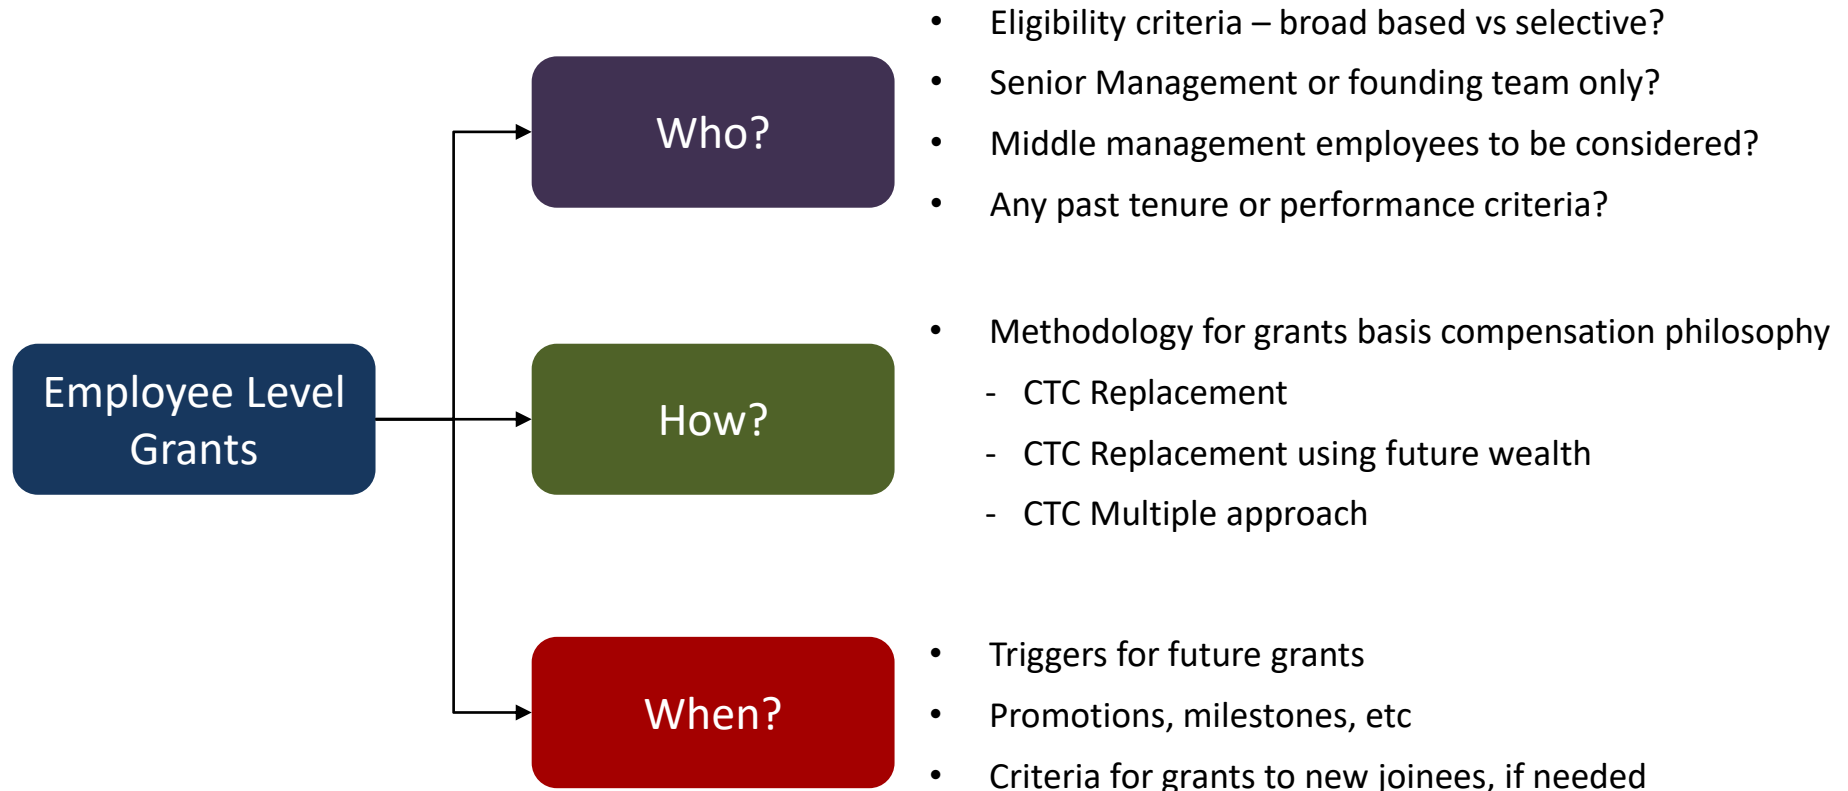 Employee Level
Grants
Who?
• Eligibility criteria – broad based vs selective?
• Senior Management or founding team only?
• Middle management employees to be considered?
• Any past tenure or performance criteria?
How?
• Methodology for grants basis compensation philosophy
- CTC Replacement
- CTC Replacement using future wealth
- CTC Multiple approach
When?
• Triggers for future grants
• Promotions, milestones, etc
• Criteria for grants to new joinees, if needed